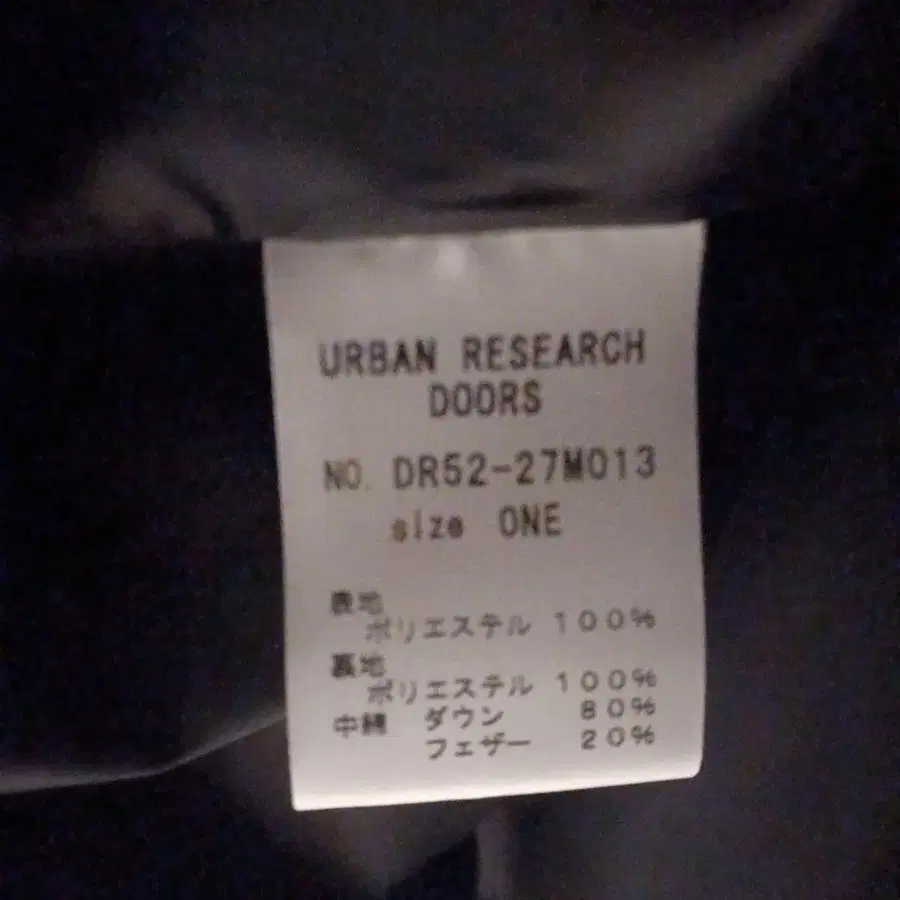 URBAN RESEARCH
DOORS
NO. DR52-27M013
size ONE
表地
ポリエステル 100%
裏地
ポリエステル 100%
中綿 ダウン 80%
フェザー 20%